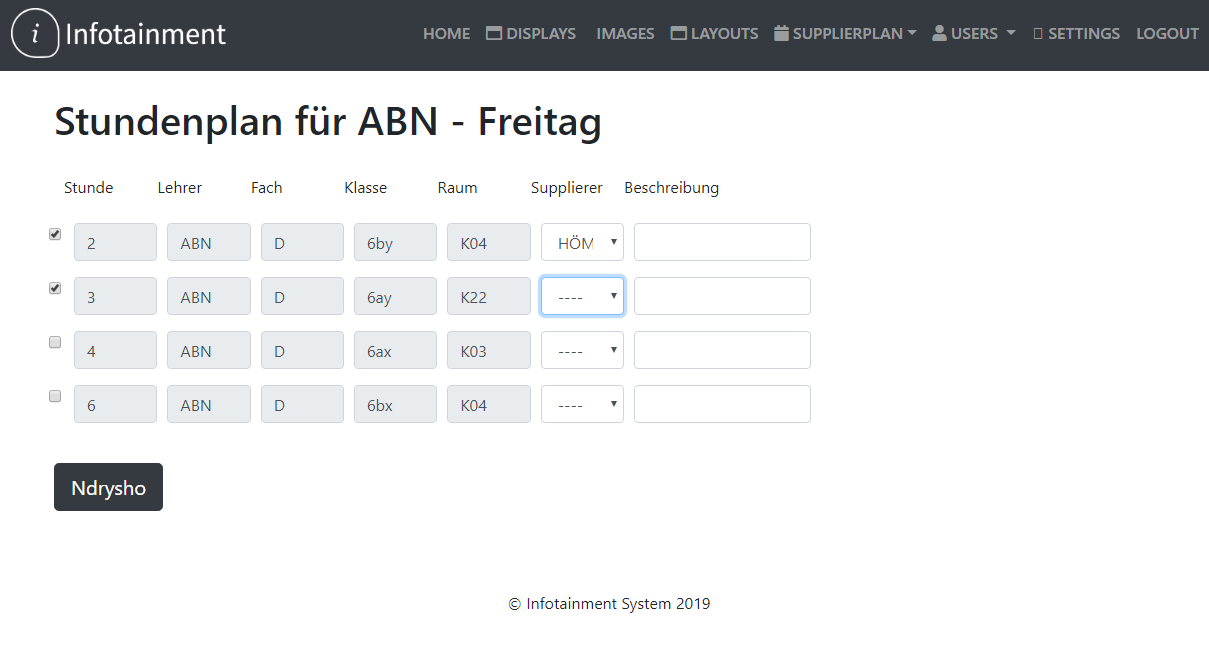 i Infotainment HOME DISPLAYS IMAGES LAYOUTS SUPPLIERPLAN USERS SETTINGS LOGOUT
Stundenplan für ABN - Freitag
Stunde Lehrer Fach Klasse Raum Supplierer Beschreibung
2 ABN D 6by K04 HÖM
3 ABN D 6ay K22 ----
4 ABN D 6ax K03 ----
6 ABN D 6bx K04 ----
Ndrysho
© Infotainment System 2019